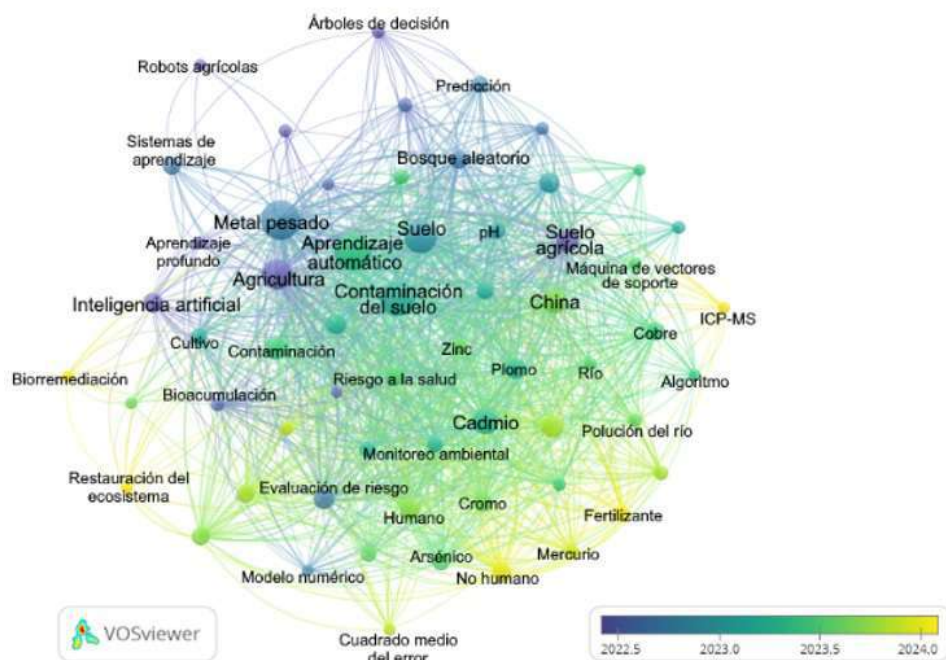 Árboles de decisión
Robots agrícolas
Predicción
Sistemas de
aprendizaje
Bosque aleatorio
Metal pesado
Suelo
pH
Suelo
agrícola
Aprendizaje
profundo
Aprendizaje
automático
Agricultura
Máquina de vectores
de soporte
Inteligencia artificial
Contaminación
del suelo
China
ICP-MS
Cultivo
Contaminación
Zinc
Cobre
Biorremediación
Riesgo a la salud
Plomo
Río
Algoritmo
Bioacumulación
Cadmio
Polución del río
Monitoreo ambiental
Restauración del
ecosistema
Evaluación de riesgo
Cromo
Humano
Fertilizante
Arsénico
Mercurio
Modelo numérico
No humano
Cuadrado medio
del error
VOSviewer
2022.5 2023.0 2023.5 2024.0